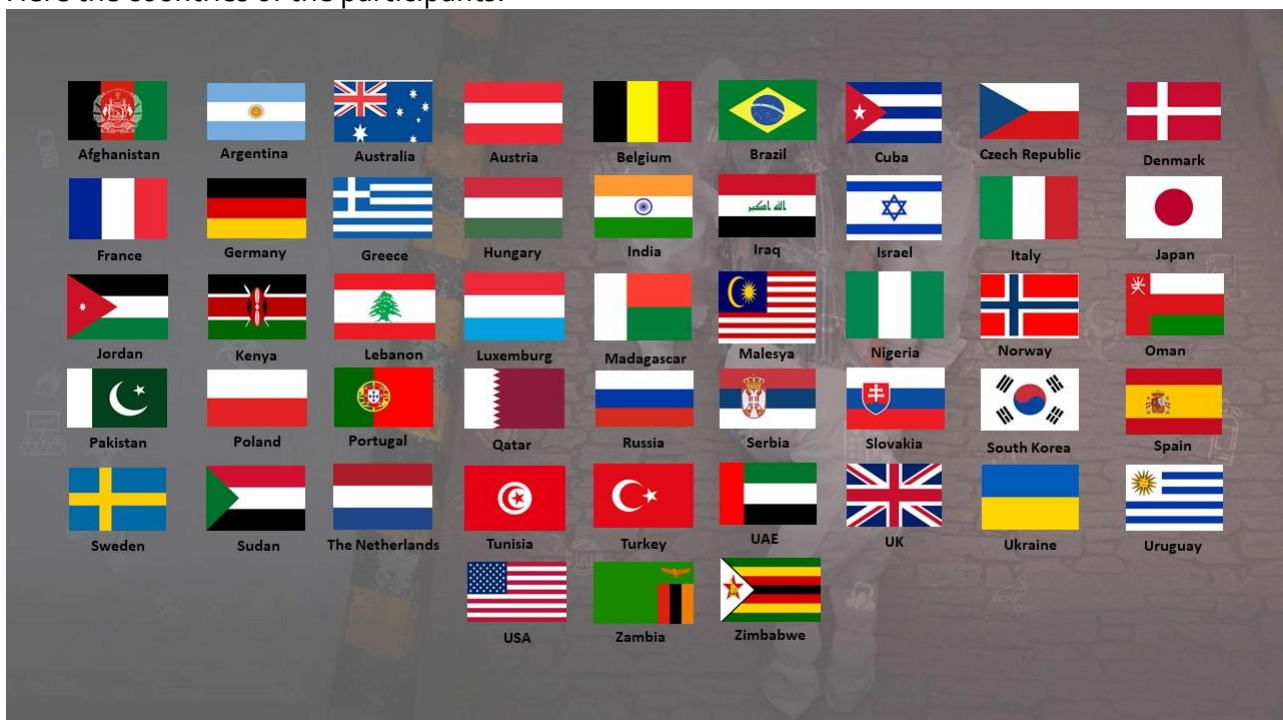 Here the countries of the participants:
Afghanistan Argentina Australia Austria Belgium Brazil Cuba Czech Republic Denmark
France Germany Greece Hungary India Iraq Israel Italy Japan
Jordan Kenya Lebanon Luxemburg Madagascar Malesya Nigeria Norway Oman
Pakistan Poland Portugal Qatar Russia Serbia Slovakia South Korea Spain
Sweden Sudan The Netherlands Tunisia Turkey UAE UK Ukraine Uruguay
USA Zambia Zimbabwe